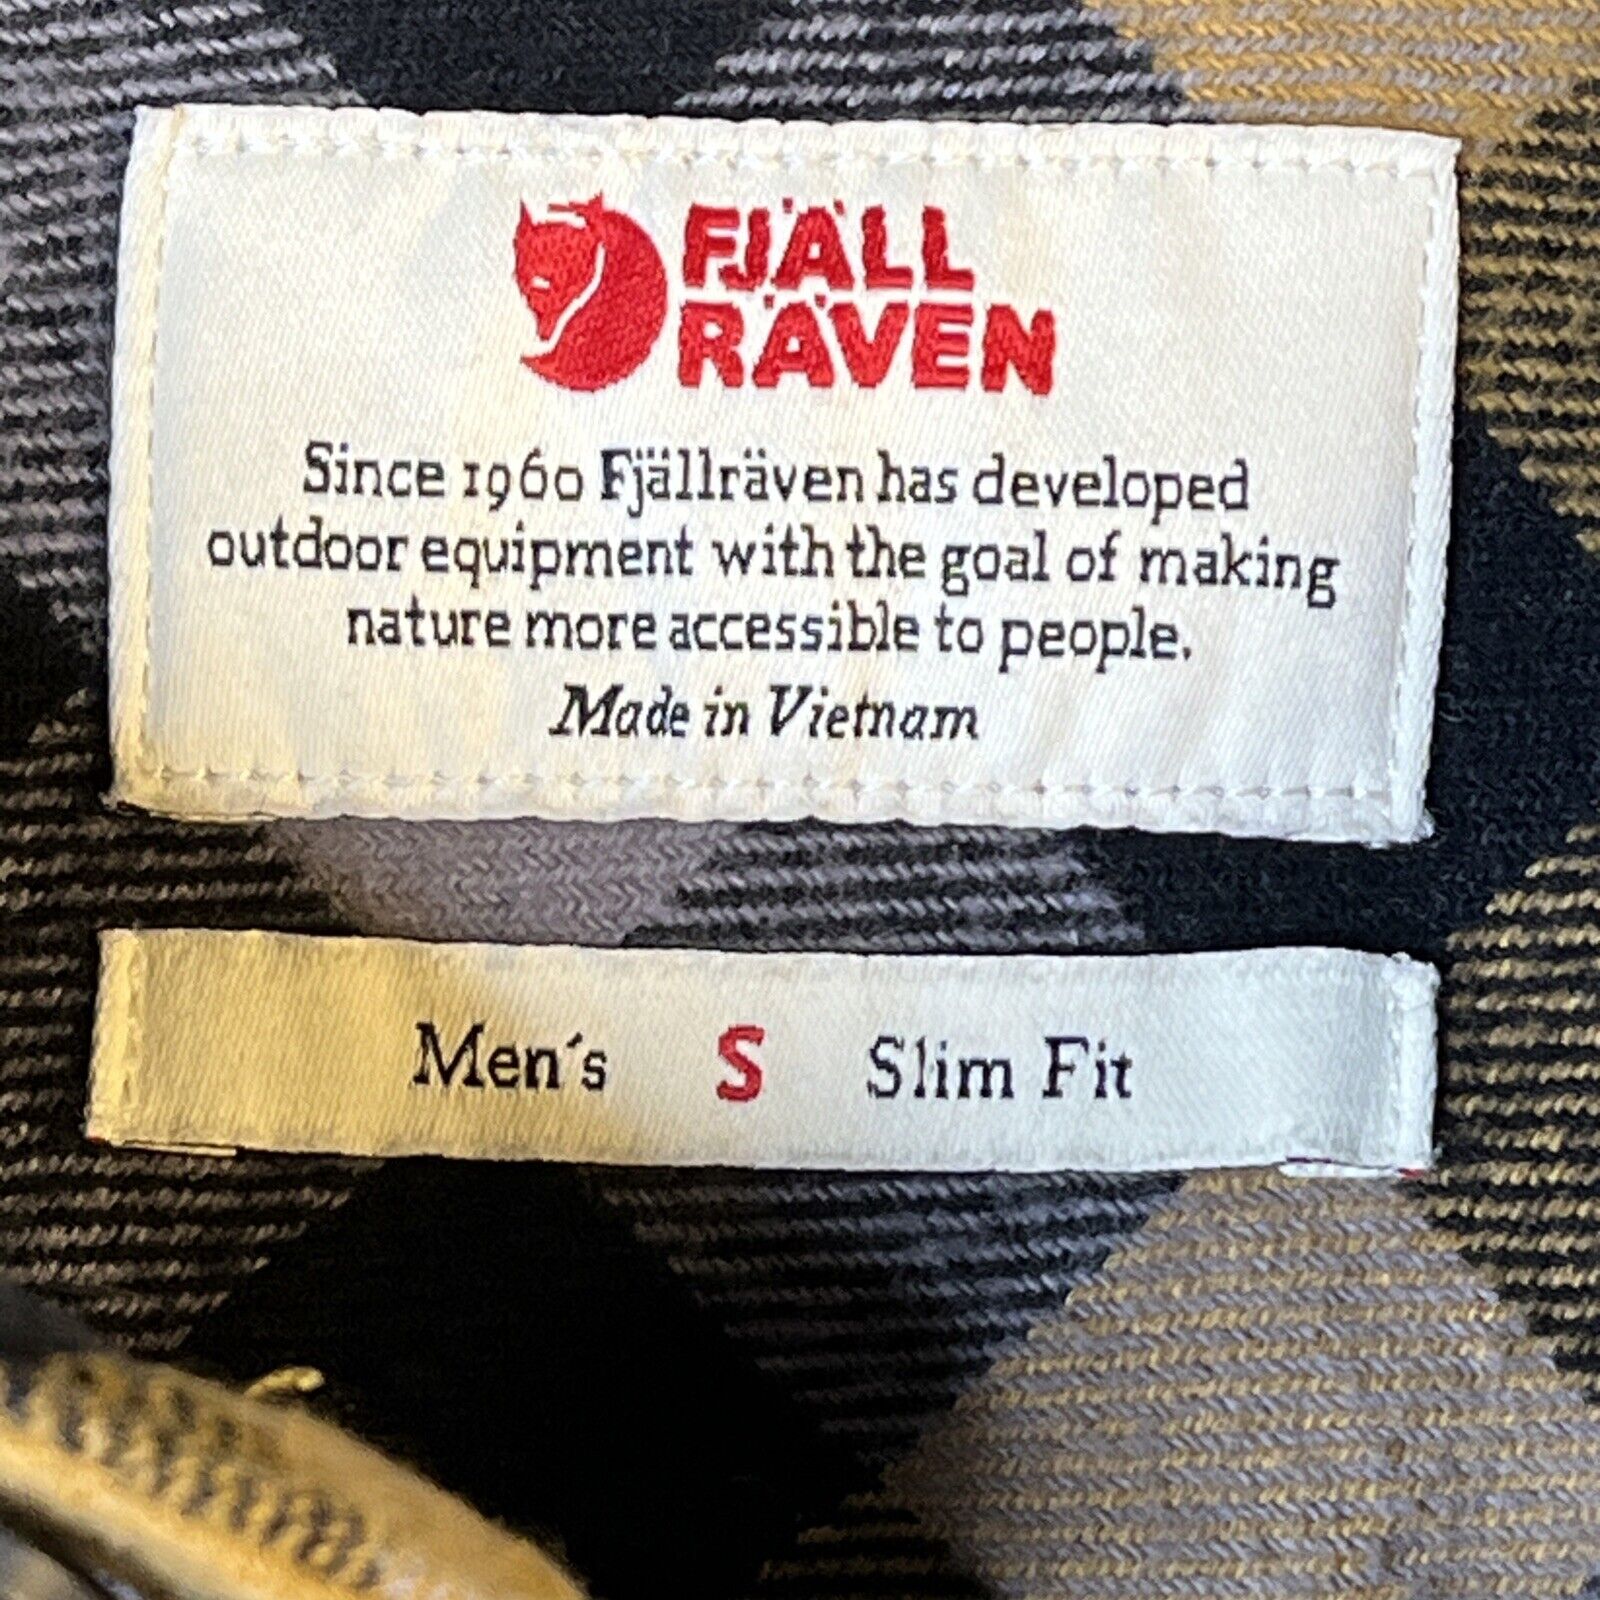 FJÄLL
RÄVEN
Since 1960 Fjällräven has developed
outdoor equipment with the goal of making
nature more accessible to people.
Made in Vietnam
Men´s S Slim Fit